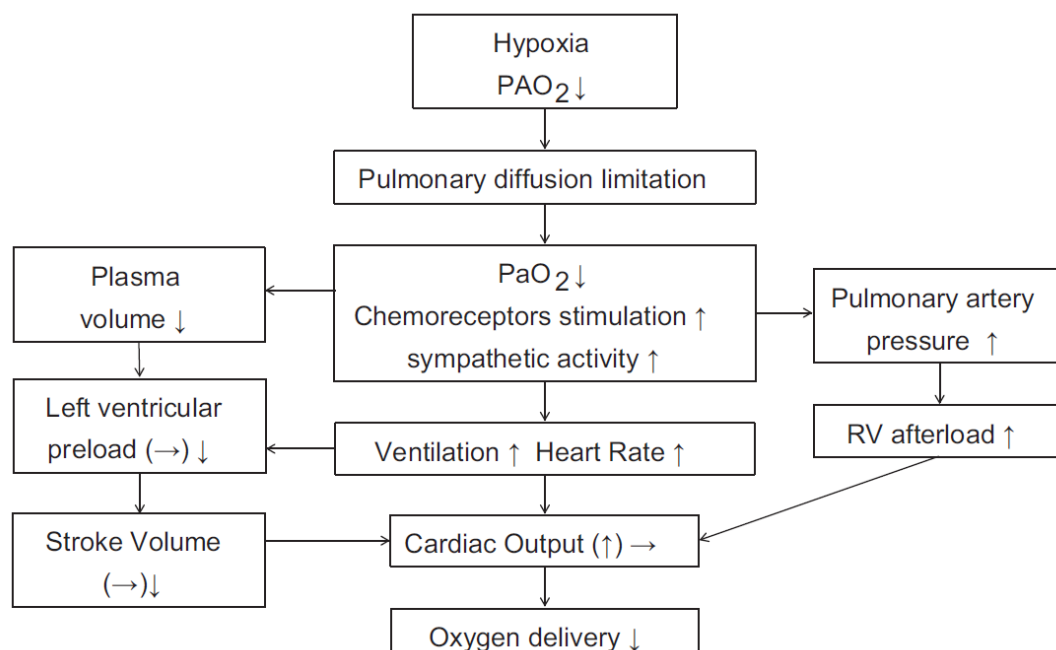 Hypoxia
PAO2 ↓
Pulmonary diffusion limitation
PaO2 ↓
Chemoreceptors stimulation ↑
sympathetic activity ↑
Plasma
volume ↓
Pulmonary artery
pressure ↑
Left ventricular
preload (→) ↓
Ventilation ↑ Heart Rate ↑
RV afterload ↑
Stroke Volume
(→)↓
Cardiac Output (↑) →
Oxygen delivery ↓